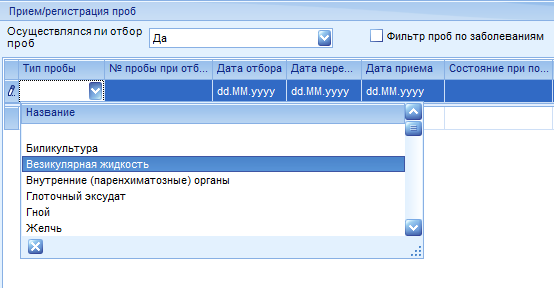 Прием/регистрация проб
Осуществлялся ли отбор проб
Да
Фильтр проб по заболеваниям
Тип пробы № пробы при отб... Дата отбора Дата пере... Дата приема Состояние при по...
dd.MM.yyyy dd.MM.yyyy dd.MM.yyyy
Название
Биликультура
Везикулярная жидкость
Внутренние (паренхиматозные) органы
Глоточный эксудат
Гной
Желчь